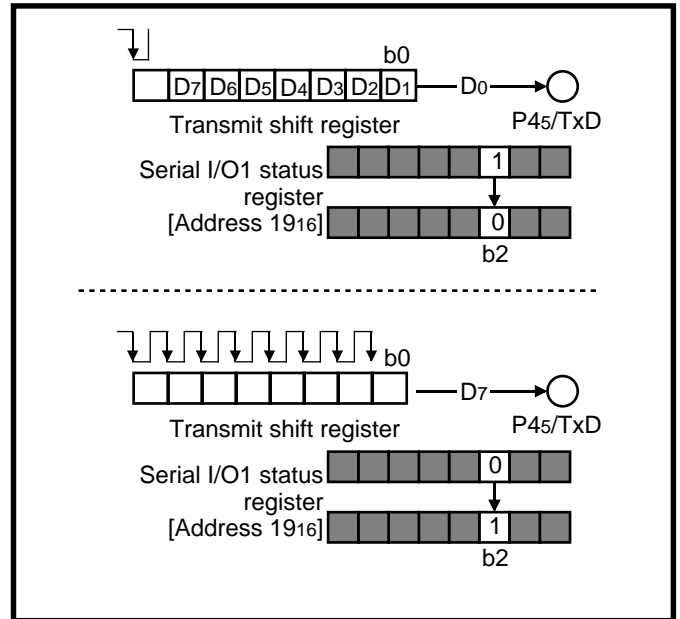 b0
D7 D6 D5 D4 D3 D2 D1 D0
Transmit shift register P45/TxD
Serial I/O1 status register 1
[Address 1916] 0
b2
b0
D7
Transmit shift register P45/TxD
Serial I/O1 status register 0
[Address 1916] 1
b2